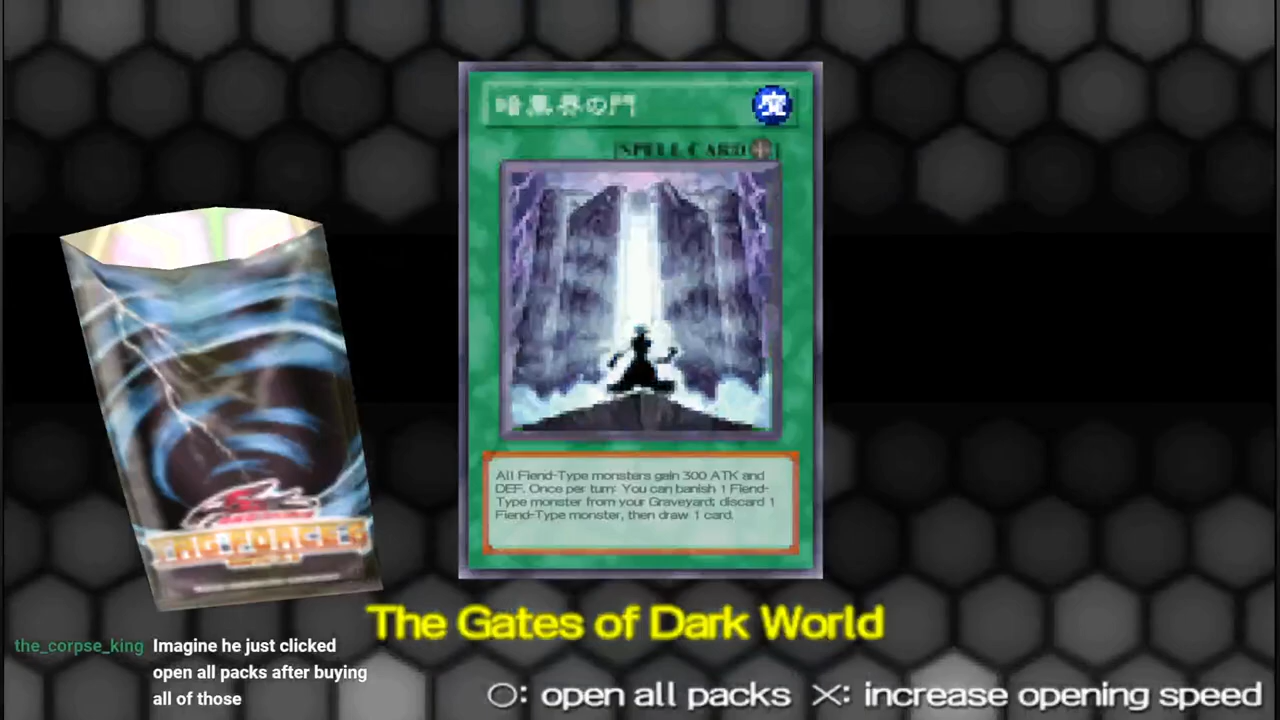 暗黒界の門
[SPELL CARD]
All Fiend-Type monsters gain 300 ATK and
DEF. Once per turn: You can banish 1 Fiend-
Type monster from your Graveyard; discard 1
Fiend-Type monster, then draw 1 card.
The Gates of Dark World
the_corpse_king Imagine he just clicked
open all packs after buying
all of those
○: open all packs ×: increase opening speed